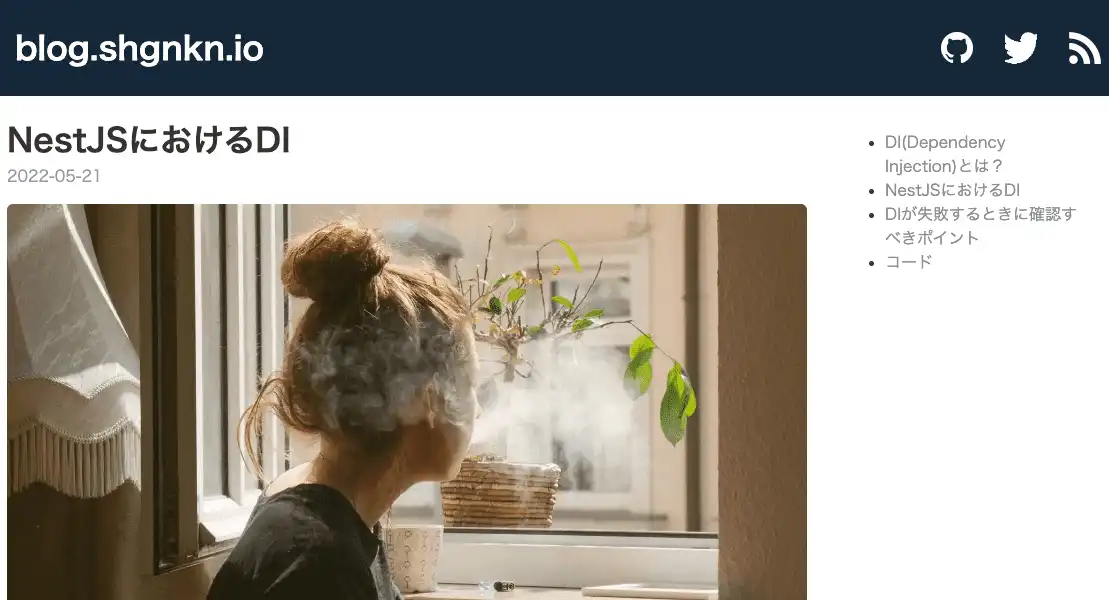 blog.shgnkn.io
NestJSにおけるDI
2022-05-21
DI(Dependency
Injection)とは？
NestJSにおけるDI
DIが失敗するときに確認す
べきポイント
コード